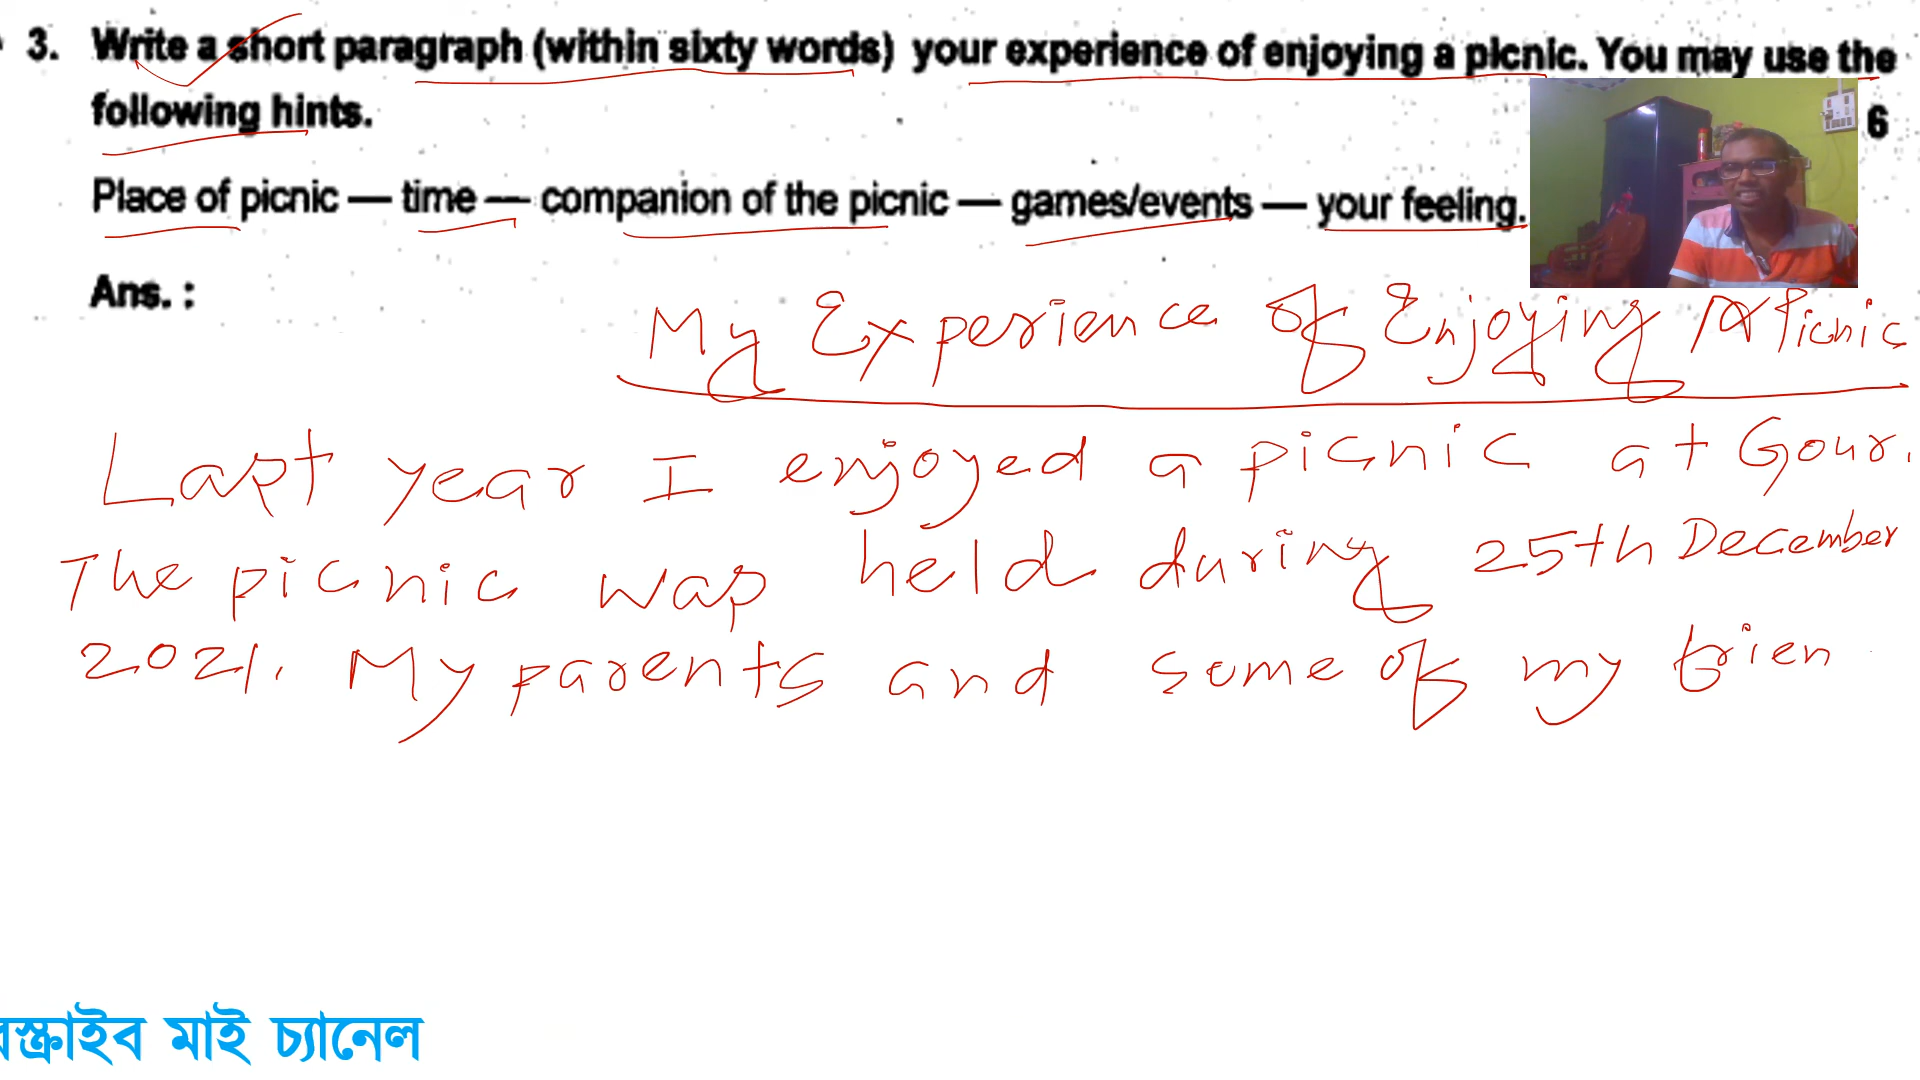 3. Write a short paragraph (within sixty words) your experience of enjoying a picnic. You may use the
following hints. 6
Place of picnic — time — companion of the picnic — games/events — your feeling.
Ans. :
My Experience of Enjoying A Picnic
Last year I enjoyed a picnic at Gour.
The picnic was held during 25th December
2021. My parents and some of my frien
স্ক্রাইব মাই চ্যানেল